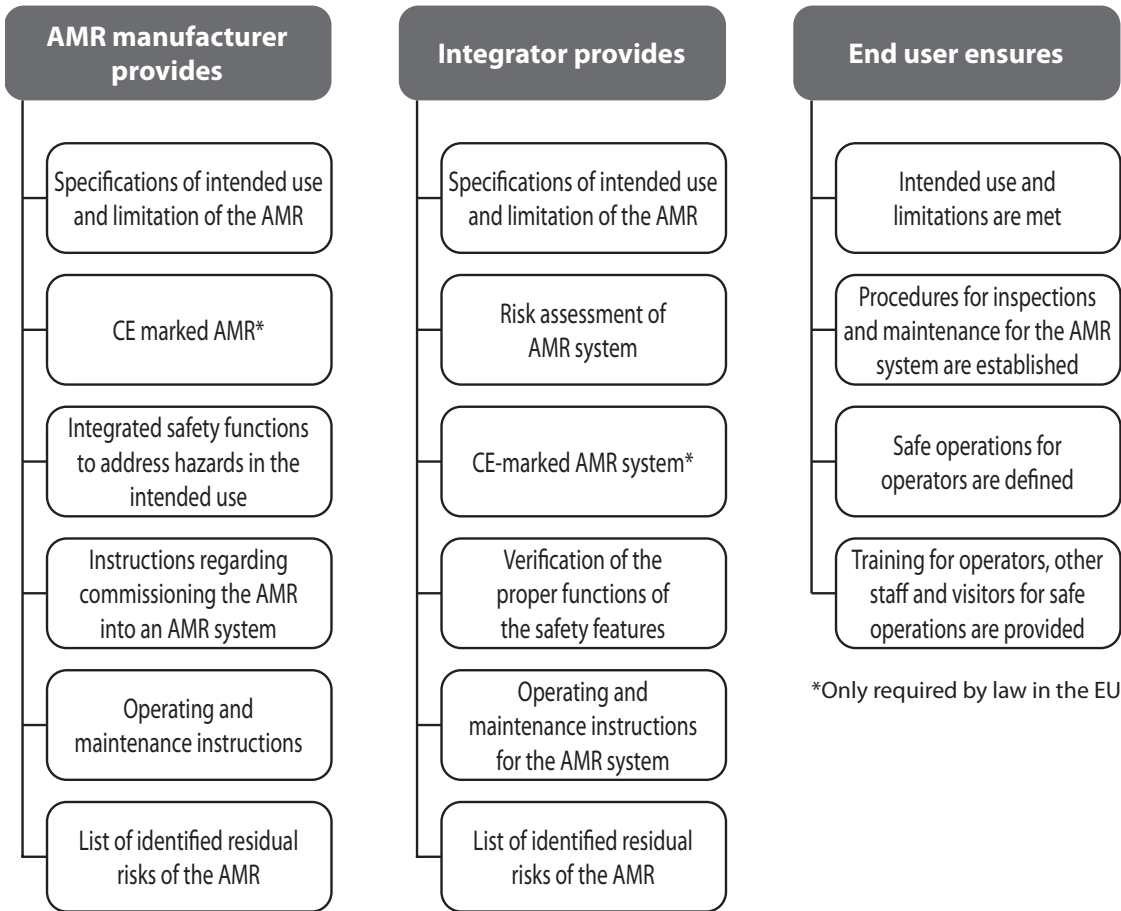 AMR manufacturer
provides
Specifications of intended use
and limitation of the AMR
CE marked AMR*
Integrated safety functions
to address hazards in the
intended use
Instructions regarding
commissioning the AMR
into an AMR system
Operating and
maintenance instructions
List of identified residual
risks of the AMR
Integrator provides
Specifications of intended use
and limitation of the AMR
Risk assessment of
AMR system
CE-marked AMR system*
Verification of the
proper functions of
the safety features
Operating and
maintenance instructions
for the AMR system
List of identified residual
risks of the AMR
End user ensures
Intended use and
limitations are met
Procedures for inspections
and maintenance for the AMR
system are established
Safe operations for
operators are defined
Training for operators, other
staff and visitors for safe
operations are provided
*Only required by law in the EU